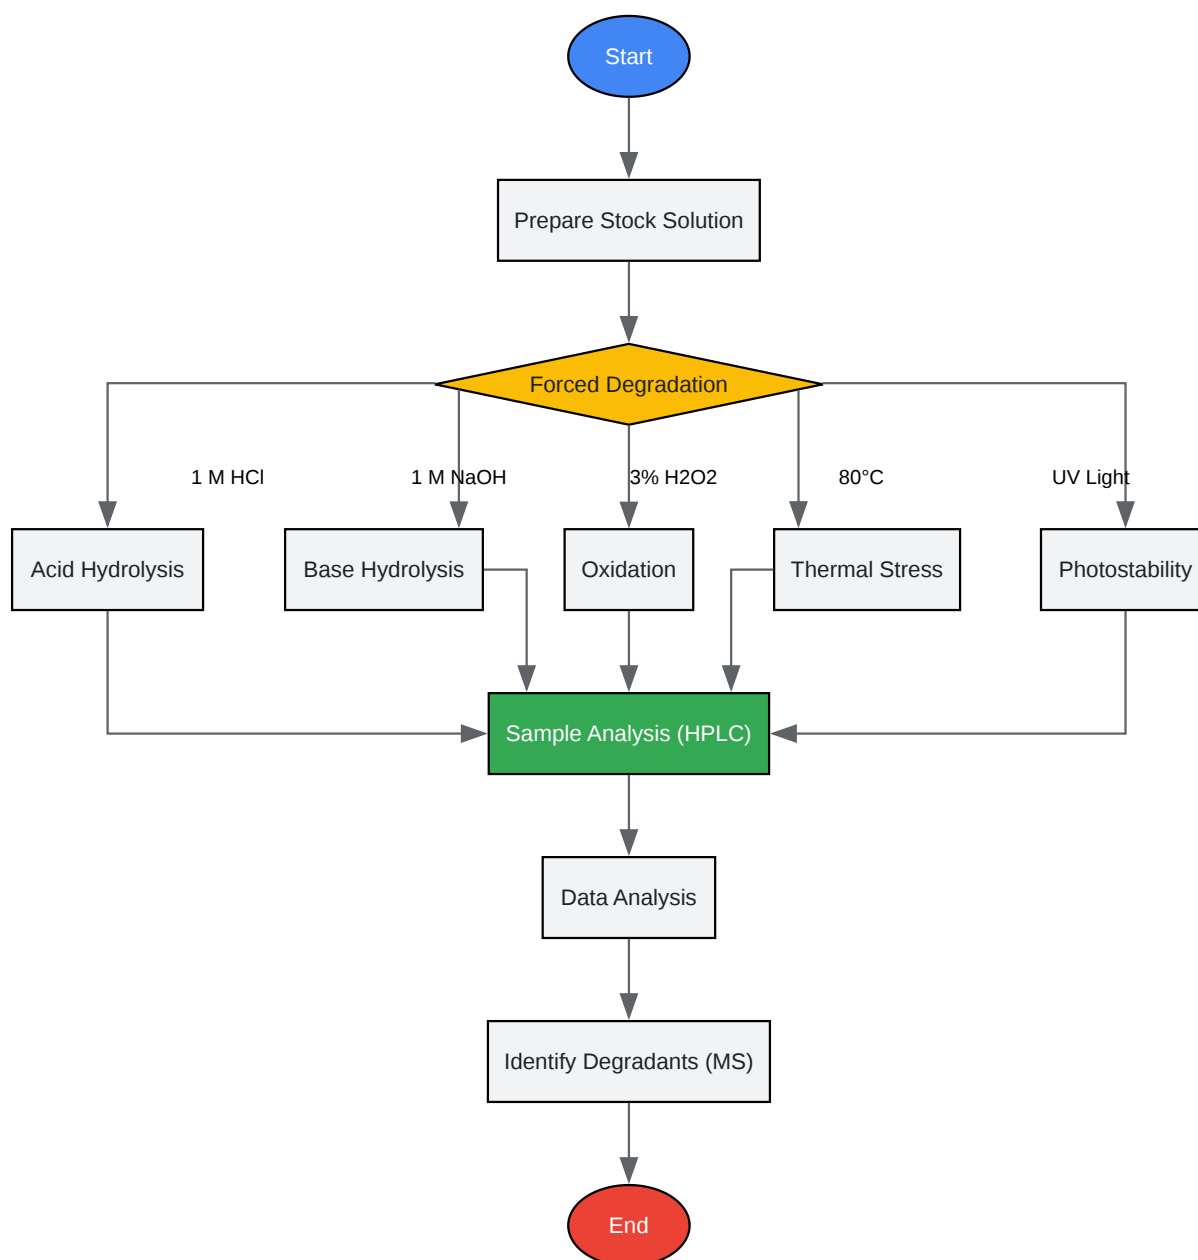 Start
Prepare Stock Solution
Forced Degradation
1 M HCl
1 M NaOH
3% H2O2
80°C
UV Light
Acid Hydrolysis
Base Hydrolysis
Oxidation
Thermal Stress
Photostability
Sample Analysis (HPLC)
Data Analysis
Identify Degradants (MS)
End